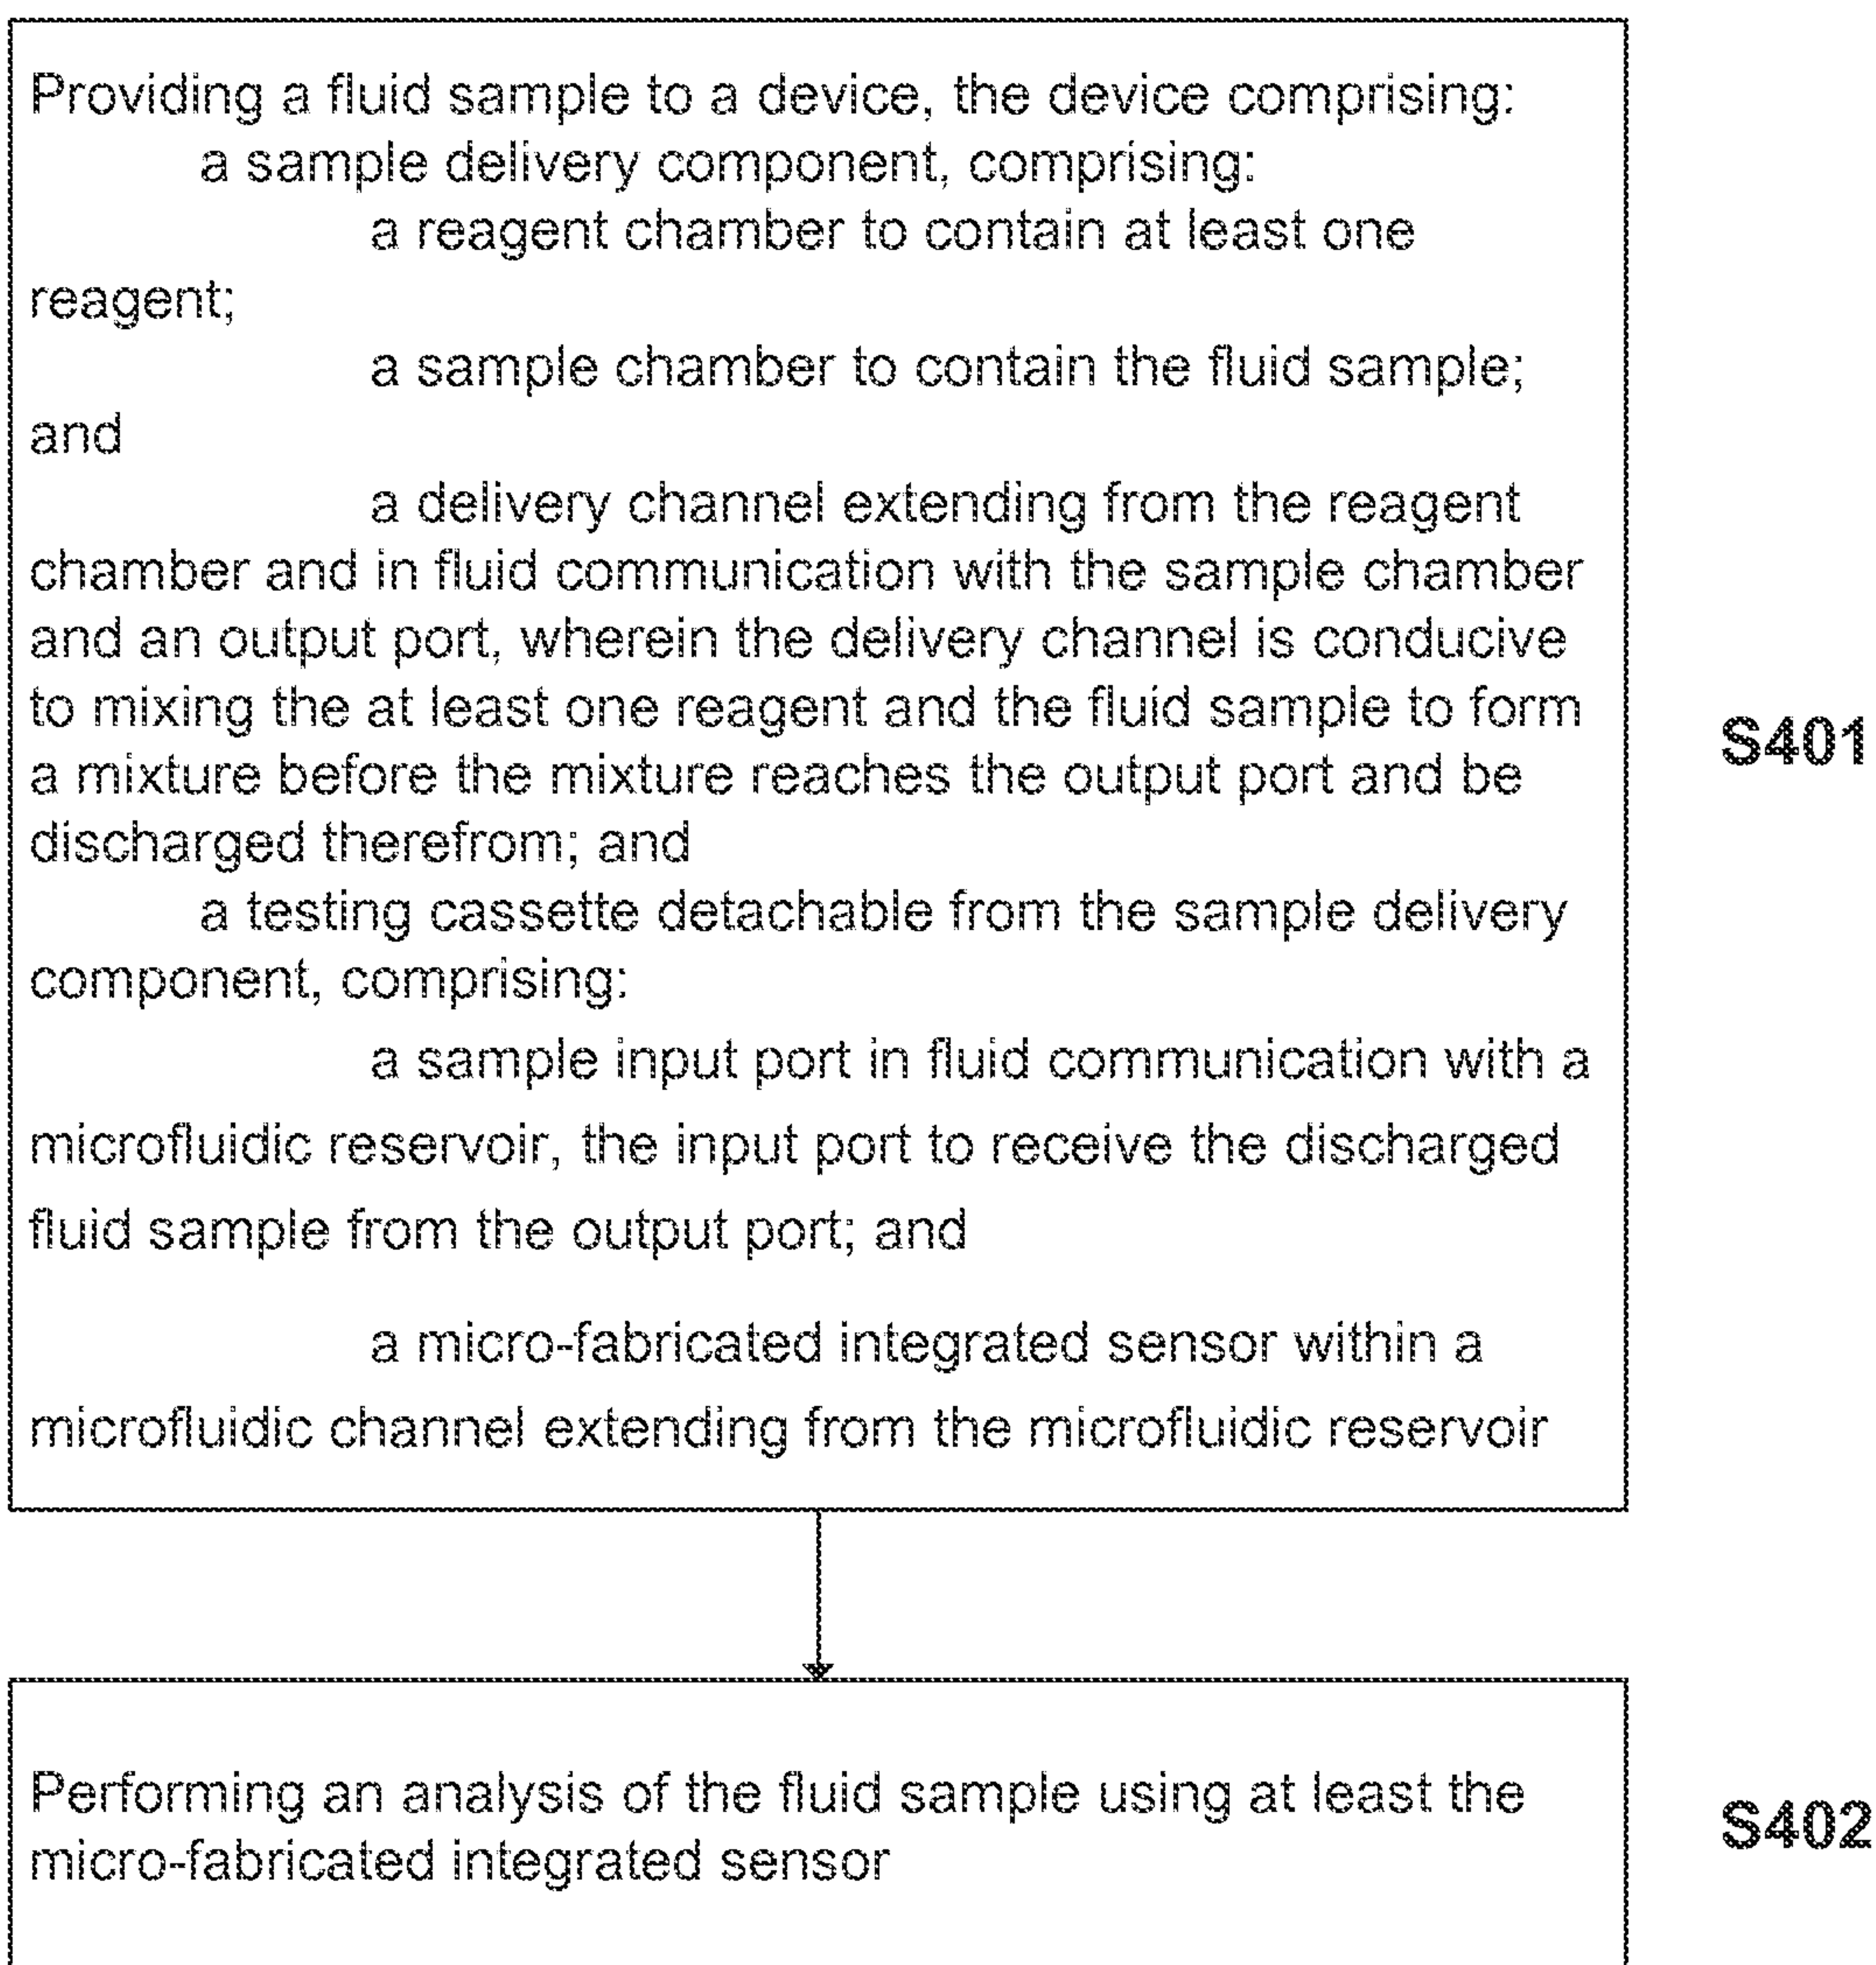 Providing a fluid sample to a device, the device comprising:
a sample delivery component, comprising:
a reagent chamber to contain at least one
reagent;
a sample chamber to contain the fluid sample;
and
a delivery channel extending from the reagent
chamber and in fluid communication with the sample chamber
and an output port, wherein the delivery channel is conducive
to mixing the at least one reagent and the fluid sample to form
a mixture before the mixture reaches the output port and be
discharged therefrom; and
a testing cassette detachable from the sample delivery
component, comprising:
a sample input port in fluid communication with a
microfluidic reservoir, the input port to receive the discharged
fluid sample from the output port; and
a micro-fabricated integrated sensor within a
microfluidic channel extending from the microfluidic reservoir
S401
Performing an analysis of the fluid sample using at least the
micro-fabricated integrated sensor
S402